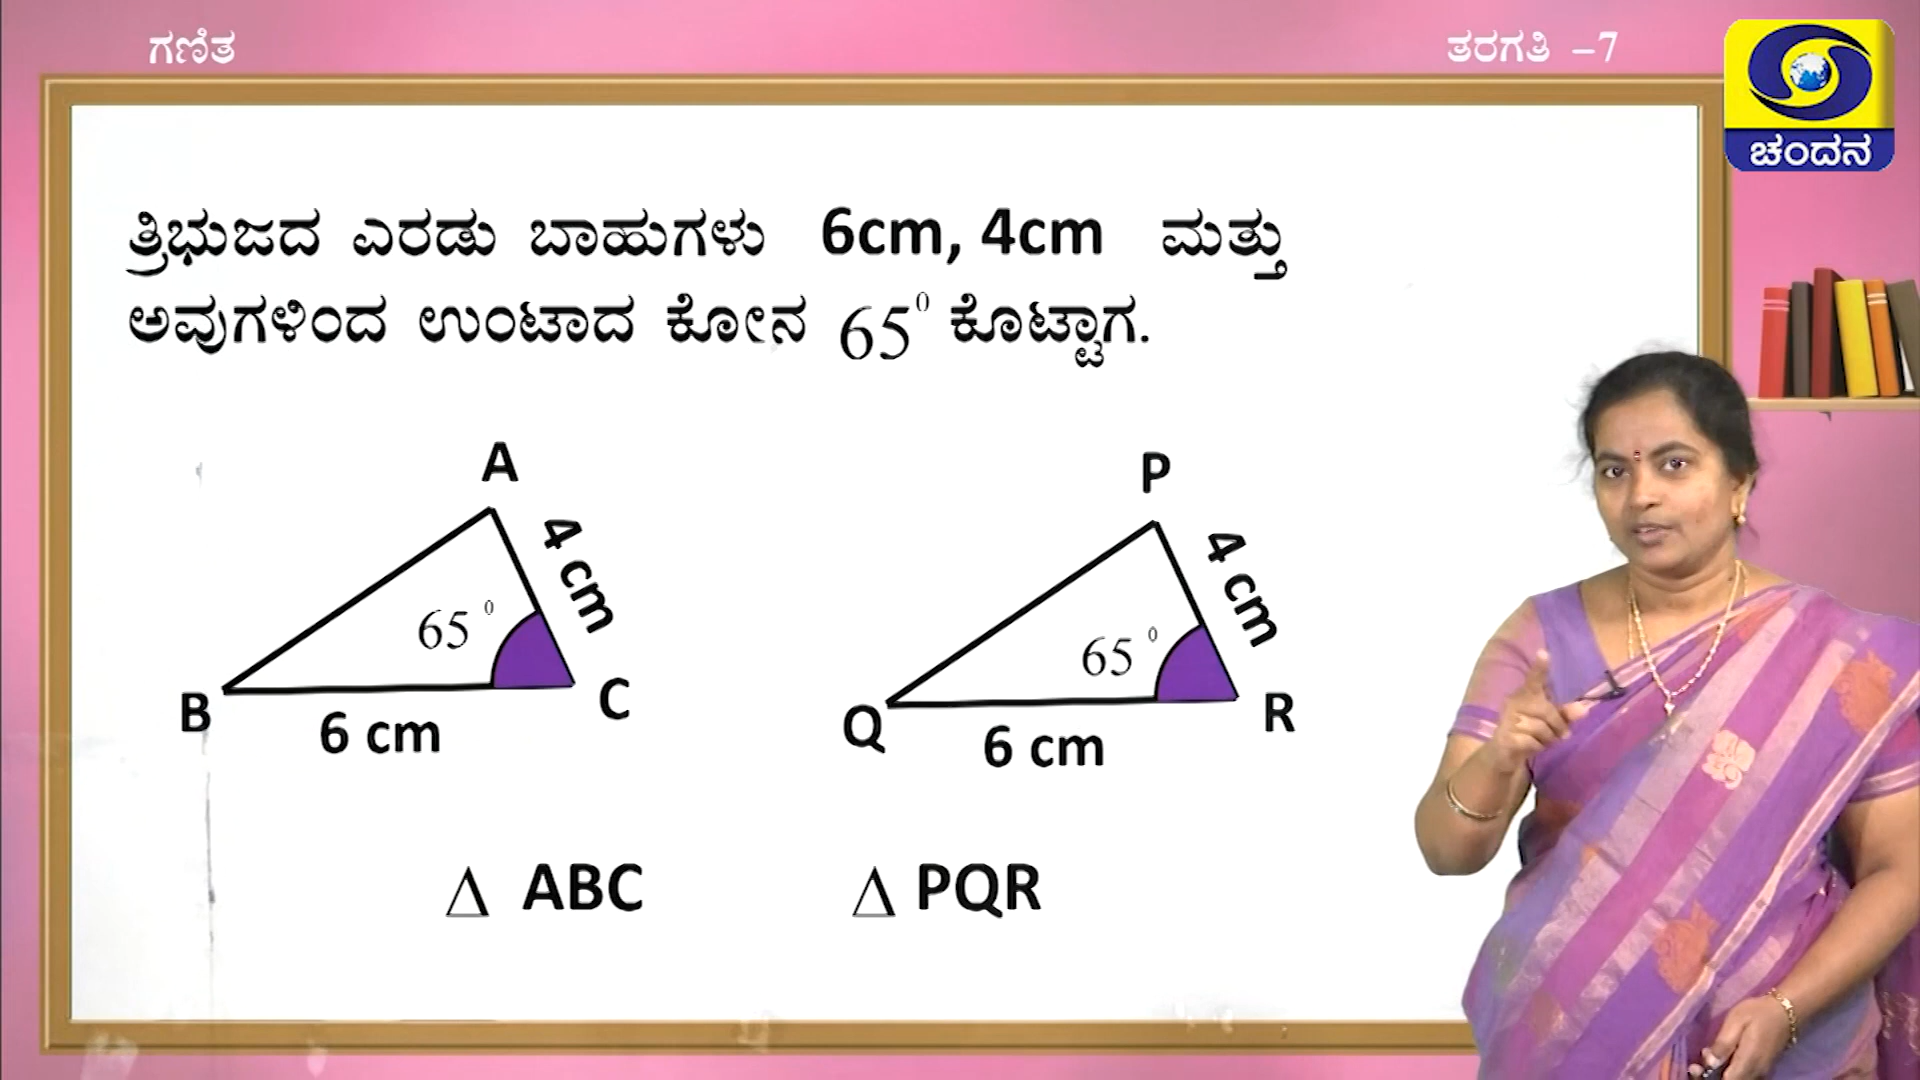 ಗಣಿತ
ತರಗತಿ -7
ಚಂದನ
ತ್ರಿಭುಜದ ಎರಡು ಬಾಹುಗಳು 6cm, 4cm ಮತ್ತು
ಅವುಗಳಿಂದ ಉಂಟಾದ ಕೋನ 65⁰ ಕೊಟ್ಟಾಗ.
A
4 cm
65⁰
B
C
6 cm
P
4 cm
65⁰
Q
R
6 cm
Δ ABC
Δ PQR